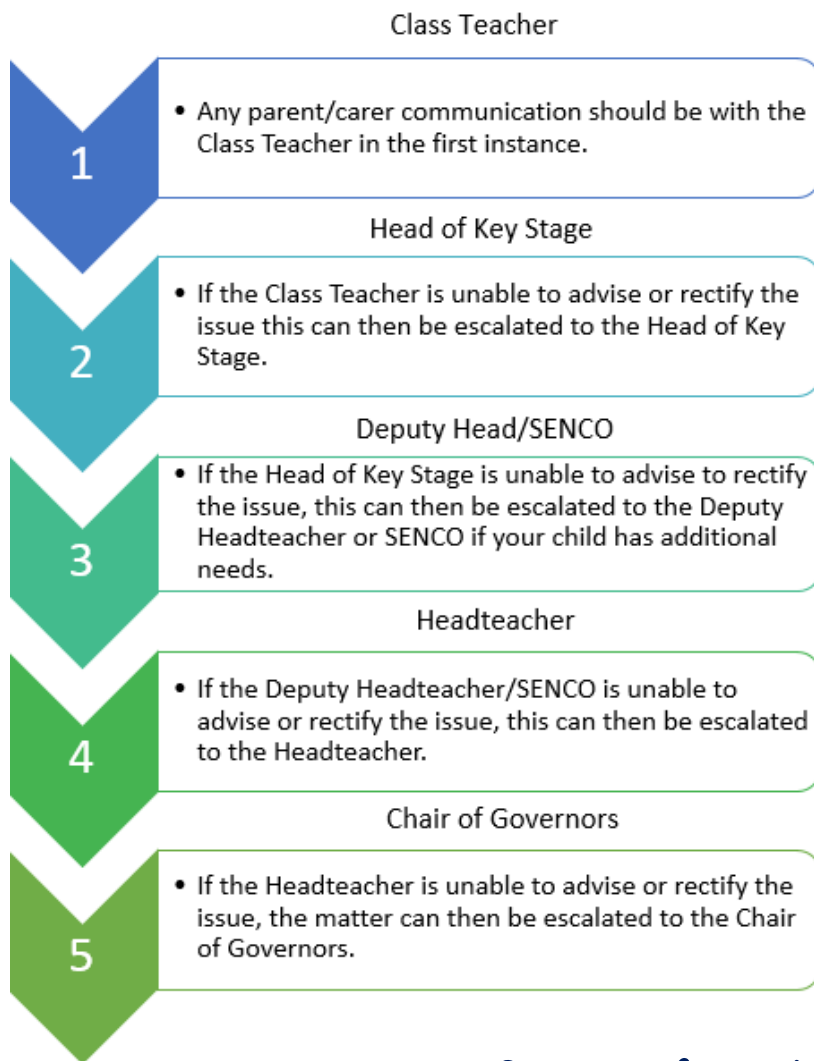 Class Teacher
1
• Any parent/carer communication should be with the
Class Teacher in the first instance.
Head of Key Stage
2
• If the Class Teacher is unable to advise or rectify the
issue this can then be escalated to the Head of Key
Stage.
Deputy Head/SENCO
3
• If the Head of Key Stage is unable to advise to rectify
the issue, this can then be escalated to the Deputy
Headteacher or SENCO if your child has additional
needs.
Headteacher
4
• If the Deputy Headteacher/SENCO is unable to
advise or rectify the issue, this can then be escalated
to the Headteacher.
Chair of Governors
5
• If the Headteacher is unable to advise or rectify the
issue, the matter can then be escalated to the Chair
of Governors.